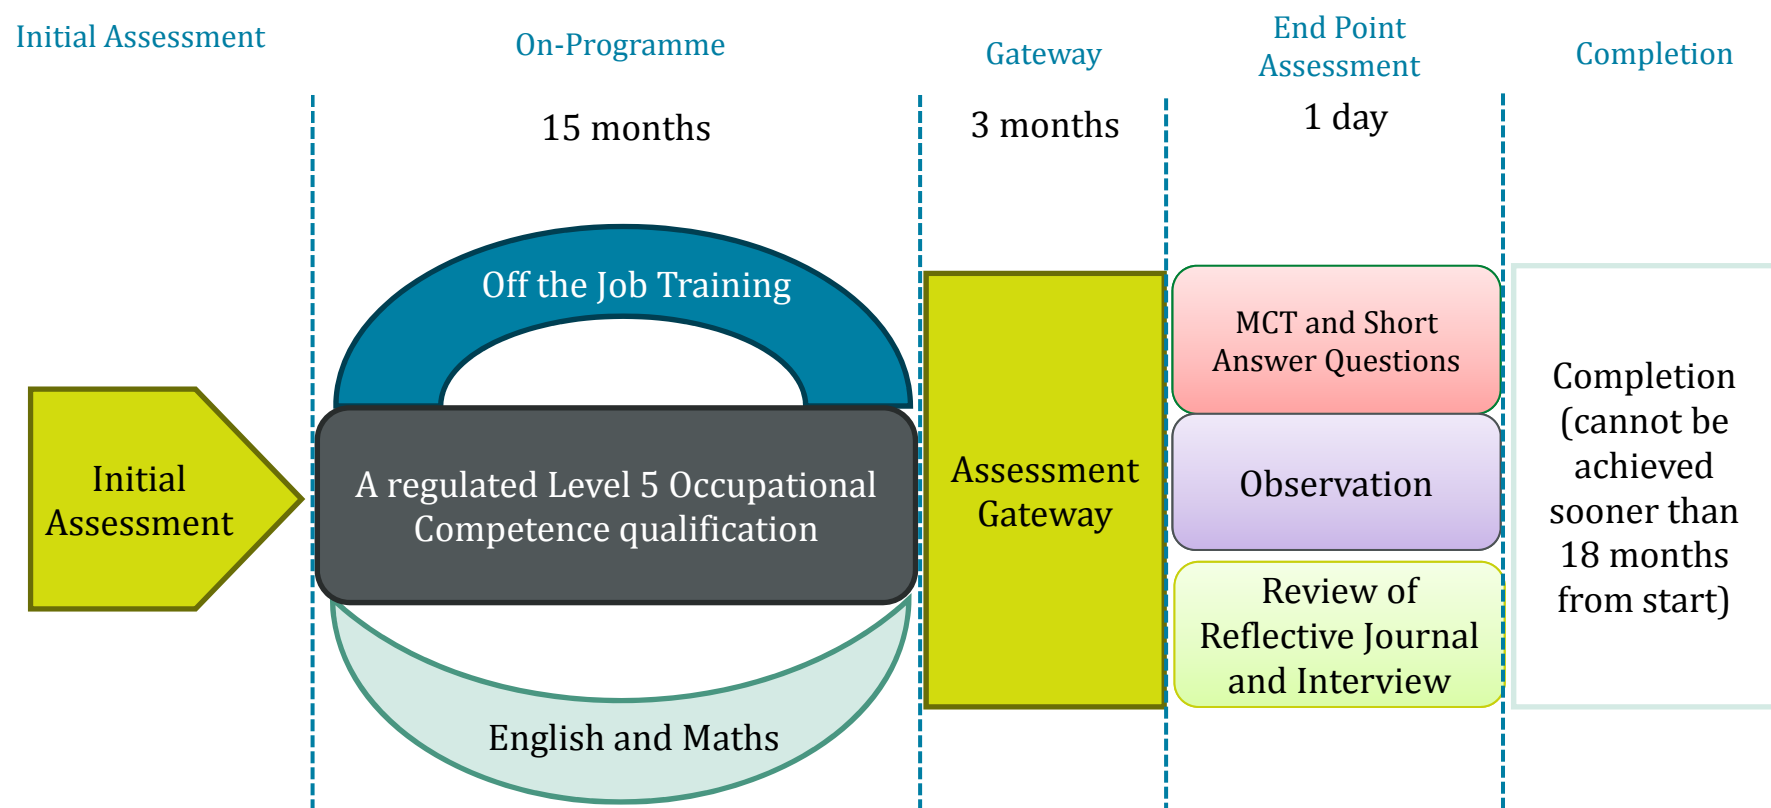 Initial Assessment
On-Programme
Gateway
End Point
Assessment
Completion
15 months
3 months
1 day
Initial
Assessment
Off the Job Training
A regulated Level 5 Occupational
Competence qualification
English and Maths
Assessment
Gateway
MCT and Short
Answer Questions
Observation
Review of
Reflective Journal
and Interview
Completion
(cannot be
achieved
sooner than
18 months
from start)